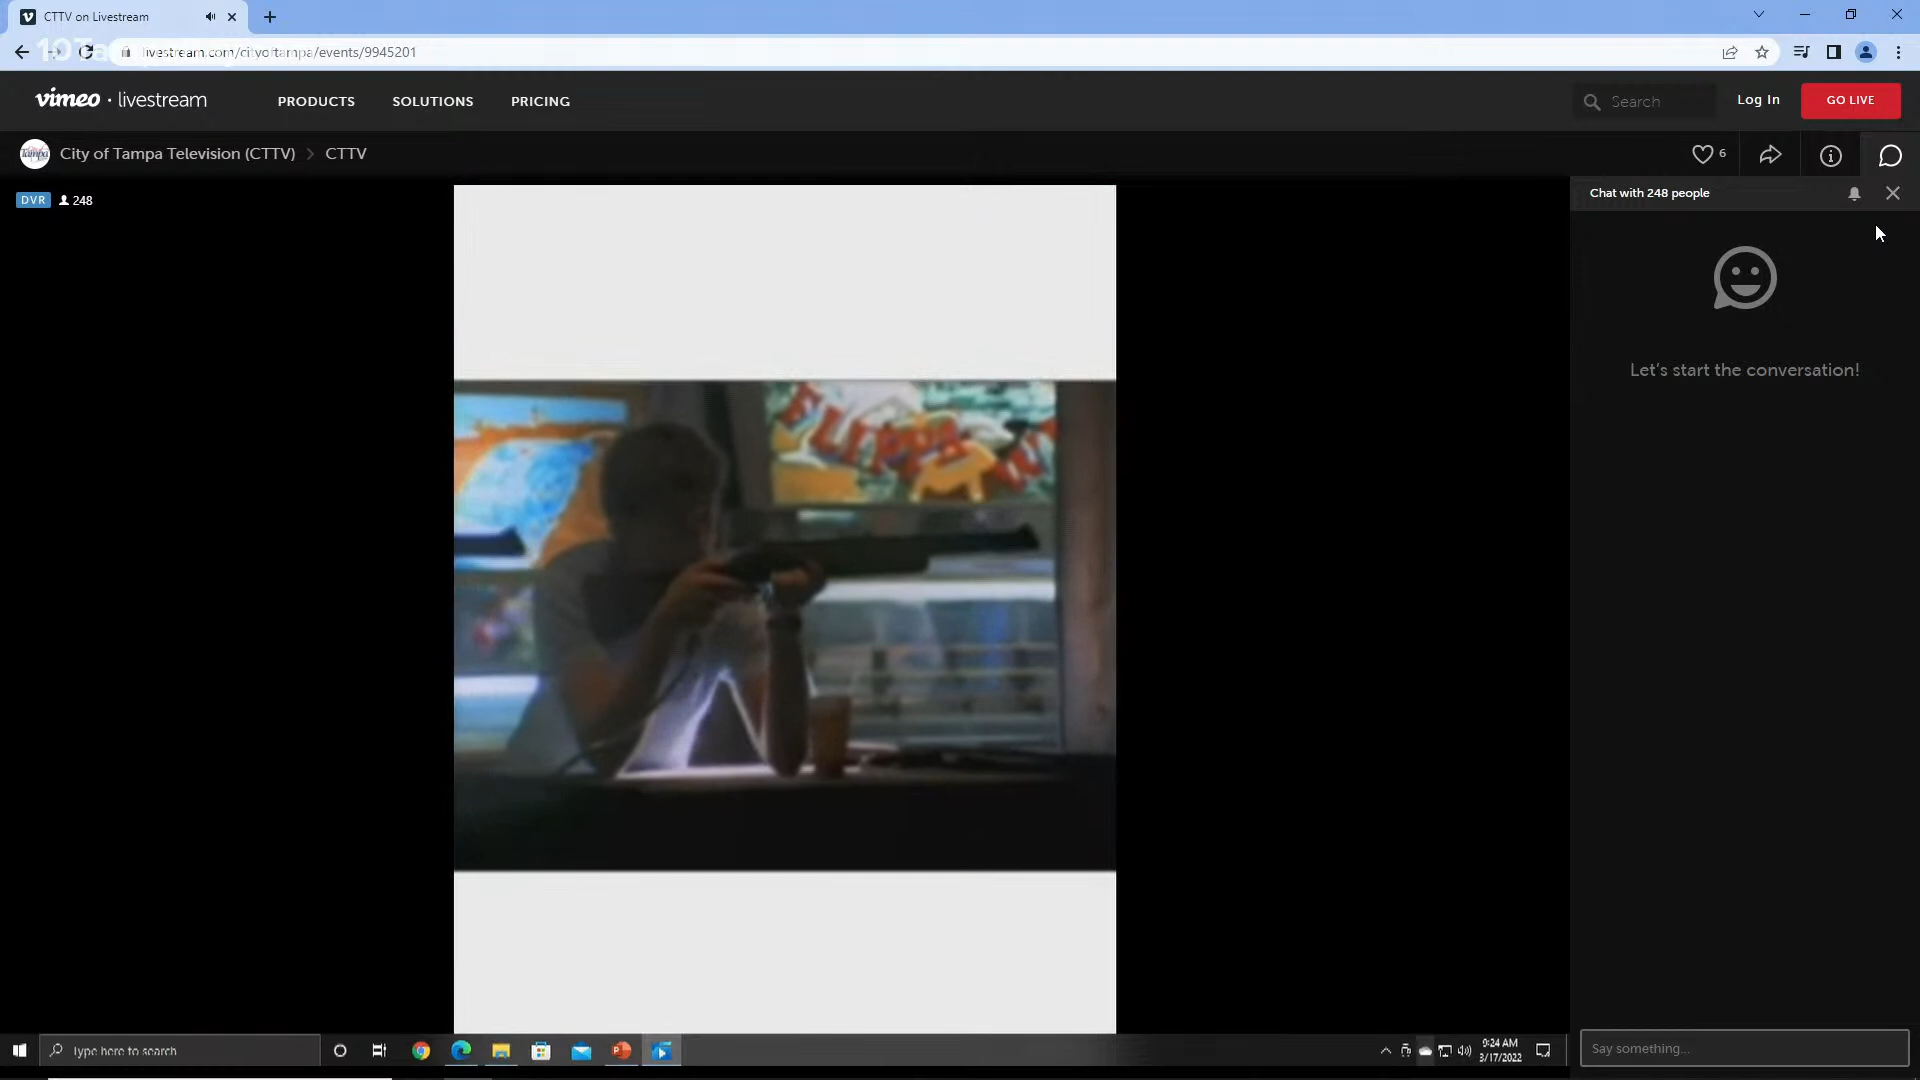 CTTV on Livestream
livestream.com/cityoftampa/events/9945201
vimeo · livestream
PRODUCTS
SOLUTIONS
PRICING
Search
Log In
GO LIVE
Tampa
City of Tampa Television (CTTV) > CTTV
6
DVR 248
Chat with 248 people
Let's start the conversation!
Type here to search
9:24 AM
3/17/2022
Say something...